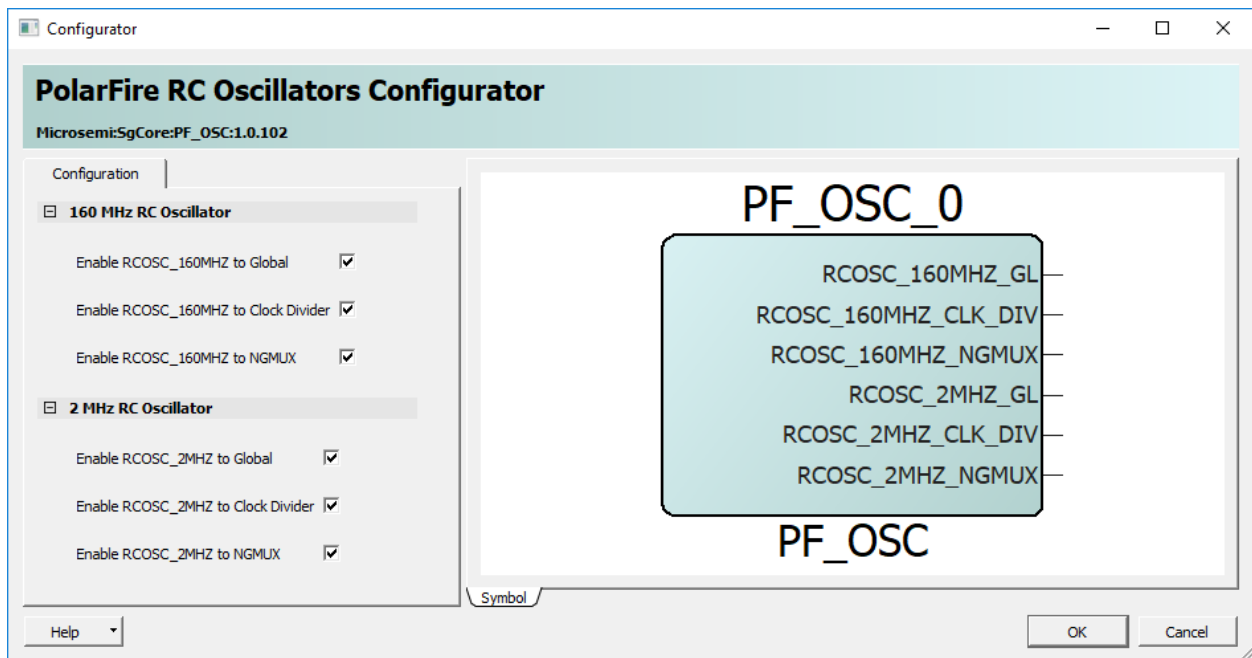 Configurator
PolarFire RC Oscillators Configurator
Microsemi:SgCore:PF_OSC:1.0.102
Configuration
160 MHz RC Oscillator
Enable RCOSC_160MHZ to Global
Enable RCOSC_160MHZ to Clock Divider
Enable RCOSC_160MHZ to NGMUX
2 MHz RC Oscillator
Enable RCOSC_2MHZ to Global
Enable RCOSC_2MHZ to Clock Divider
Enable RCOSC_2MHZ to NGMUX
PF_OSC_0
RCOSC_160MHZ_GL
RCOSC_160MHZ_CLK_DIV
RCOSC_160MHZ_NGMUX
RCOSC_2MHZ_GL
RCOSC_2MHZ_CLK_DIV
RCOSC_2MHZ_NGMUX
PF_OSC
Symbol
Help
OK
Cancel